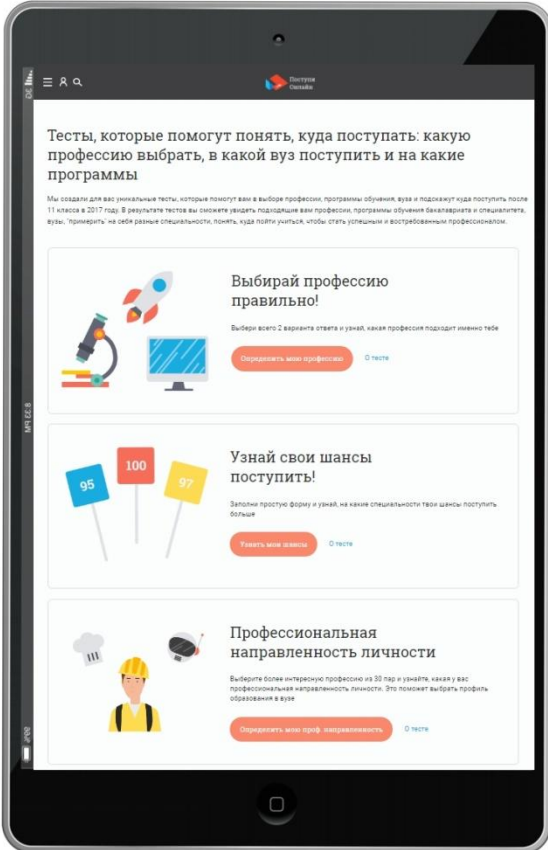 Поступи
Онлайн
Тесты, которые помогут понять, куда поступать: какую
профессию выбрать, в какой вуз поступить и на какие
программы
Мы создали для вас уникальные тесты, которые помогут вам в выборе профессии, программы обучения, вуза и подскажут куда поступить после
11 класса в 2017 году. В результате тестов вы сможете увидеть подходящие вам профессии, программы обучения бакалавриата и специалитета,
вузы, "примерить" на себя разные специальности, понять, куда пойти учиться, чтобы стать успешным и востребованным профессионалом.
Выбирай профессию
правильно!
Выбери всего 2 варианта ответа и узнай, какая профессия подходит именно тебе
Определить мою профессию
О тесте
95
100
97
Узнай свои шансы
поступить!
Заполни простую форму и узнай, на какие специальности твои шансы поступить
больше
Узнать мои шансы
О тесте
Профессиональная
направленность личности
Выберите более интересную профессию из 30 пар и узнайте, какая у вас
профессиональная направленность личности. Это поможет выбрать профиль
образования в вузе
Определить мою проф. направленность
О тесте
3G
8:33 PM